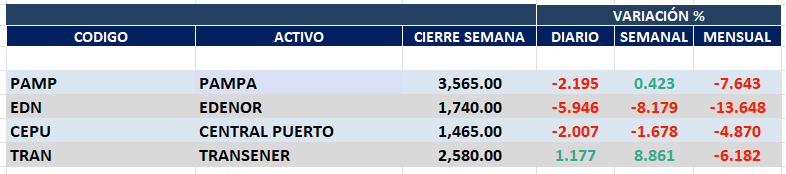 VARIACIÓN %
CODIGO ACTIVO CIERRE SEMANA DIARIO SEMANAL MENSUAL
PAMP PAMPA 3,565.00 -2.195 0.423 -7.643
EDN EDENOR 1,740.00 -5.946 -8.179 -13.648
CEPU CENTRAL PUERTO 1,465.00 -2.007 -1.678 -4.870
TRAN TRANSENER 2,580.00 1.177 8.861 -6.182